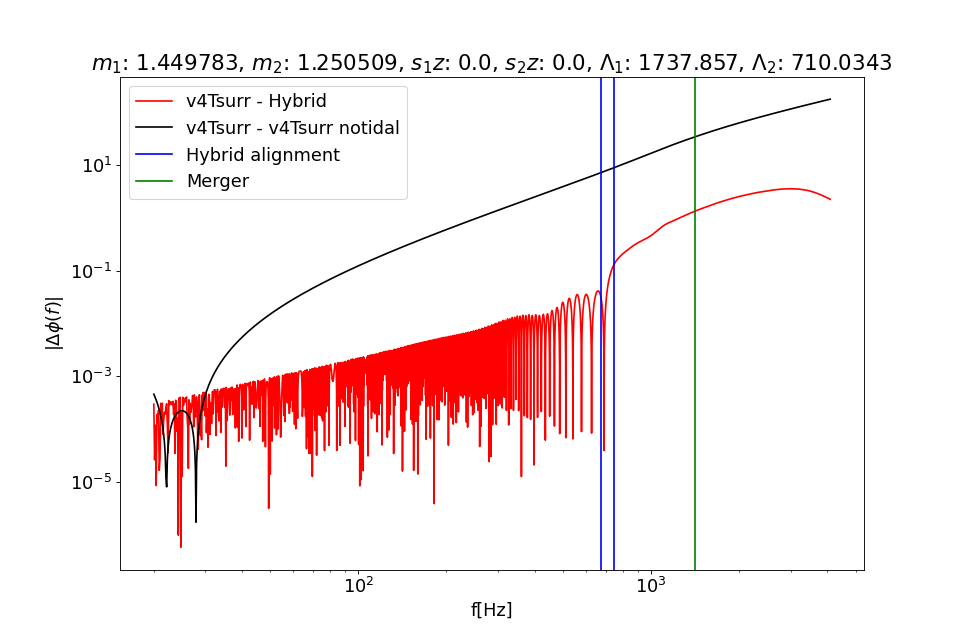 m₁: 1.449783, m₂: 1.250509, s₁z: 0.0, s₂z: 0.0, Λ₁: 1737.857, Λ₂: 710.0343
v4Tsurr - Hybrid
v4Tsurr - v4Tsurr notidal
Hybrid alignment
Merger
10¹
10⁻¹
10⁻³
10⁻⁵
|Δϕ(f)|
10² 10³
f[Hz]